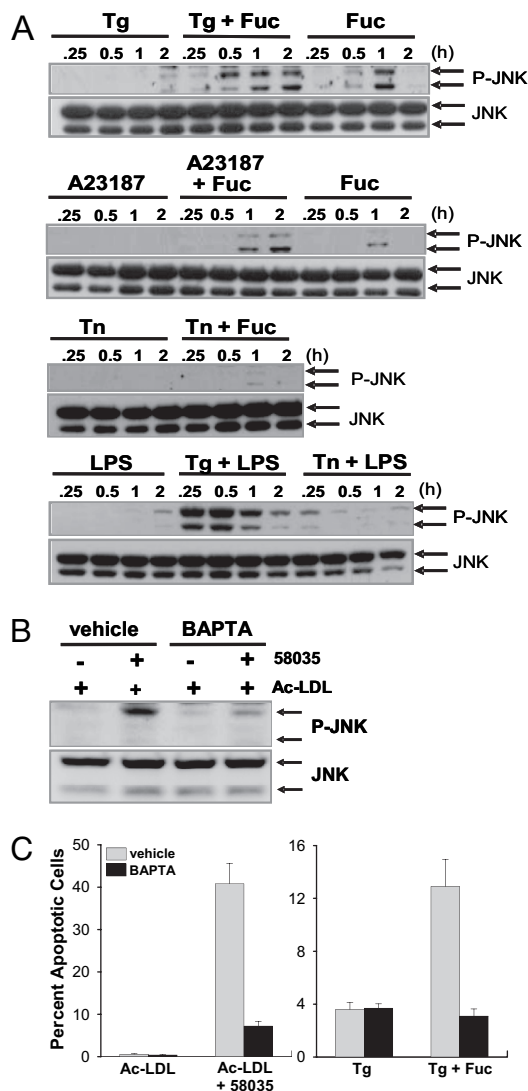 A
Tg Tg + Fuc Fuc
.25 0.5 1 2 .25 0.5 1 2 .25 0.5 1 2 (h)
P-JNK
JNK
A23187 A23187 + Fuc Fuc
.25 0.5 1 2 .25 0.5 1 2 .25 0.5 1 2 (h)
P-JNK
JNK
Tn Tn + Fuc
.25 0.5 1 2 .25 0.5 1 2 (h)
P-JNK
JNK
LPS Tg + LPS Tn + LPS
.25 0.5 1 2 .25 0.5 1 2 .25 0.5 1 2 (h)
P-JNK
JNK
B
vehicle BAPTA
- + - + 58035
+ + + + Ac-LDL
P-JNK
JNK
C
Percent Apoptotic Cells
50
40
30
20
10
0
vehicle
BAPTA
Ac-LDL Ac-LDL + 58035
16
12
8
4
0
Tg Tg + Fuc